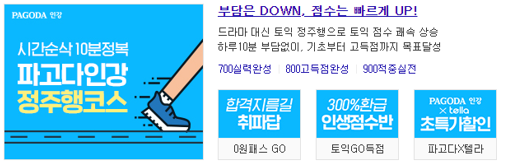 PAGODA 인강
시간순삭 10분정복
파고다인강
정주행코스
부담은 DOWN, 점수는 빠르게 UP!
드라마 대신 토익 정주행으로 토익 점수 쾌속 상승
하루10분 부담없이, 기초부터 고득점까지 목표달성
700실력완성 800고득점완성 900적중실전
합격지름길
취파답
0원패스 GO
300%환급
인생점수반
토익GO득점
PAGODA 인강
× tella
초특가할인
파고다X텔라